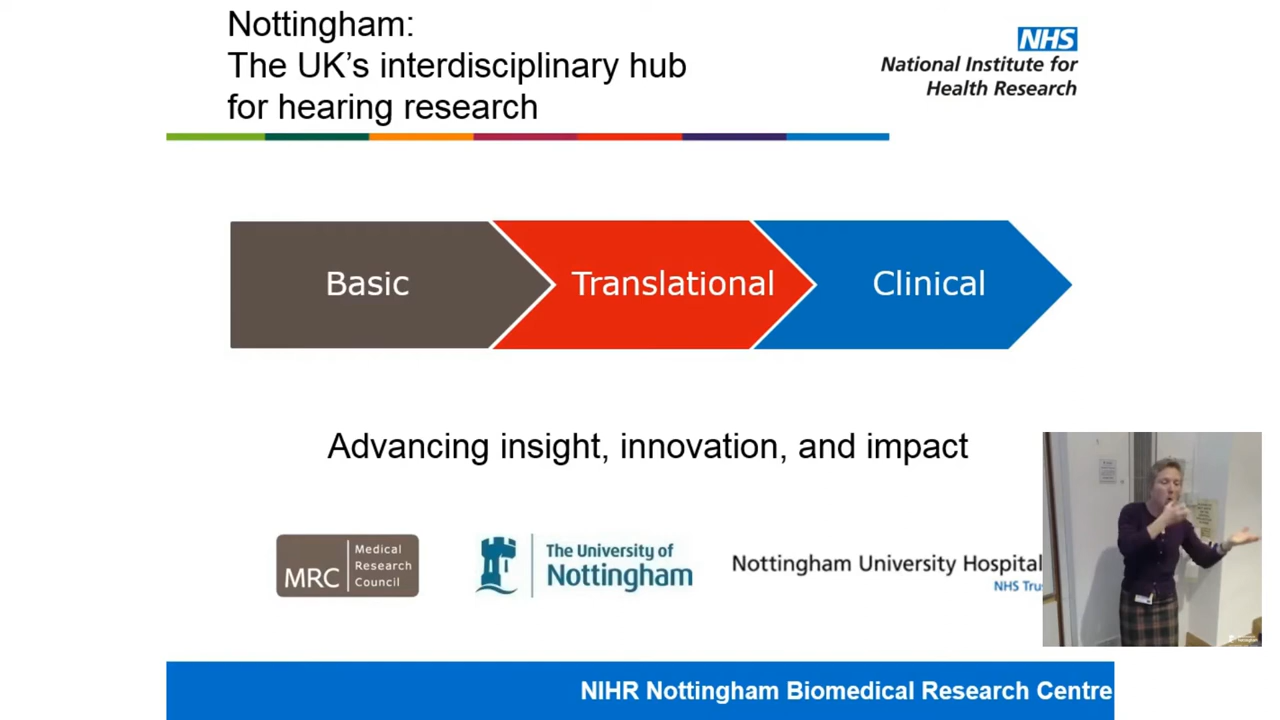 Nottingham:
The UK's interdisciplinary hub
for hearing research
NHS
National Institute for
Health Research
Basic
Translational
Clinical
Advancing insight, innovation, and impact
MRC
Medical
Research
Council
The University of
Nottingham
Nottingham University Hospital
NHS
NIHR Nottingham Biomedical Research Centre